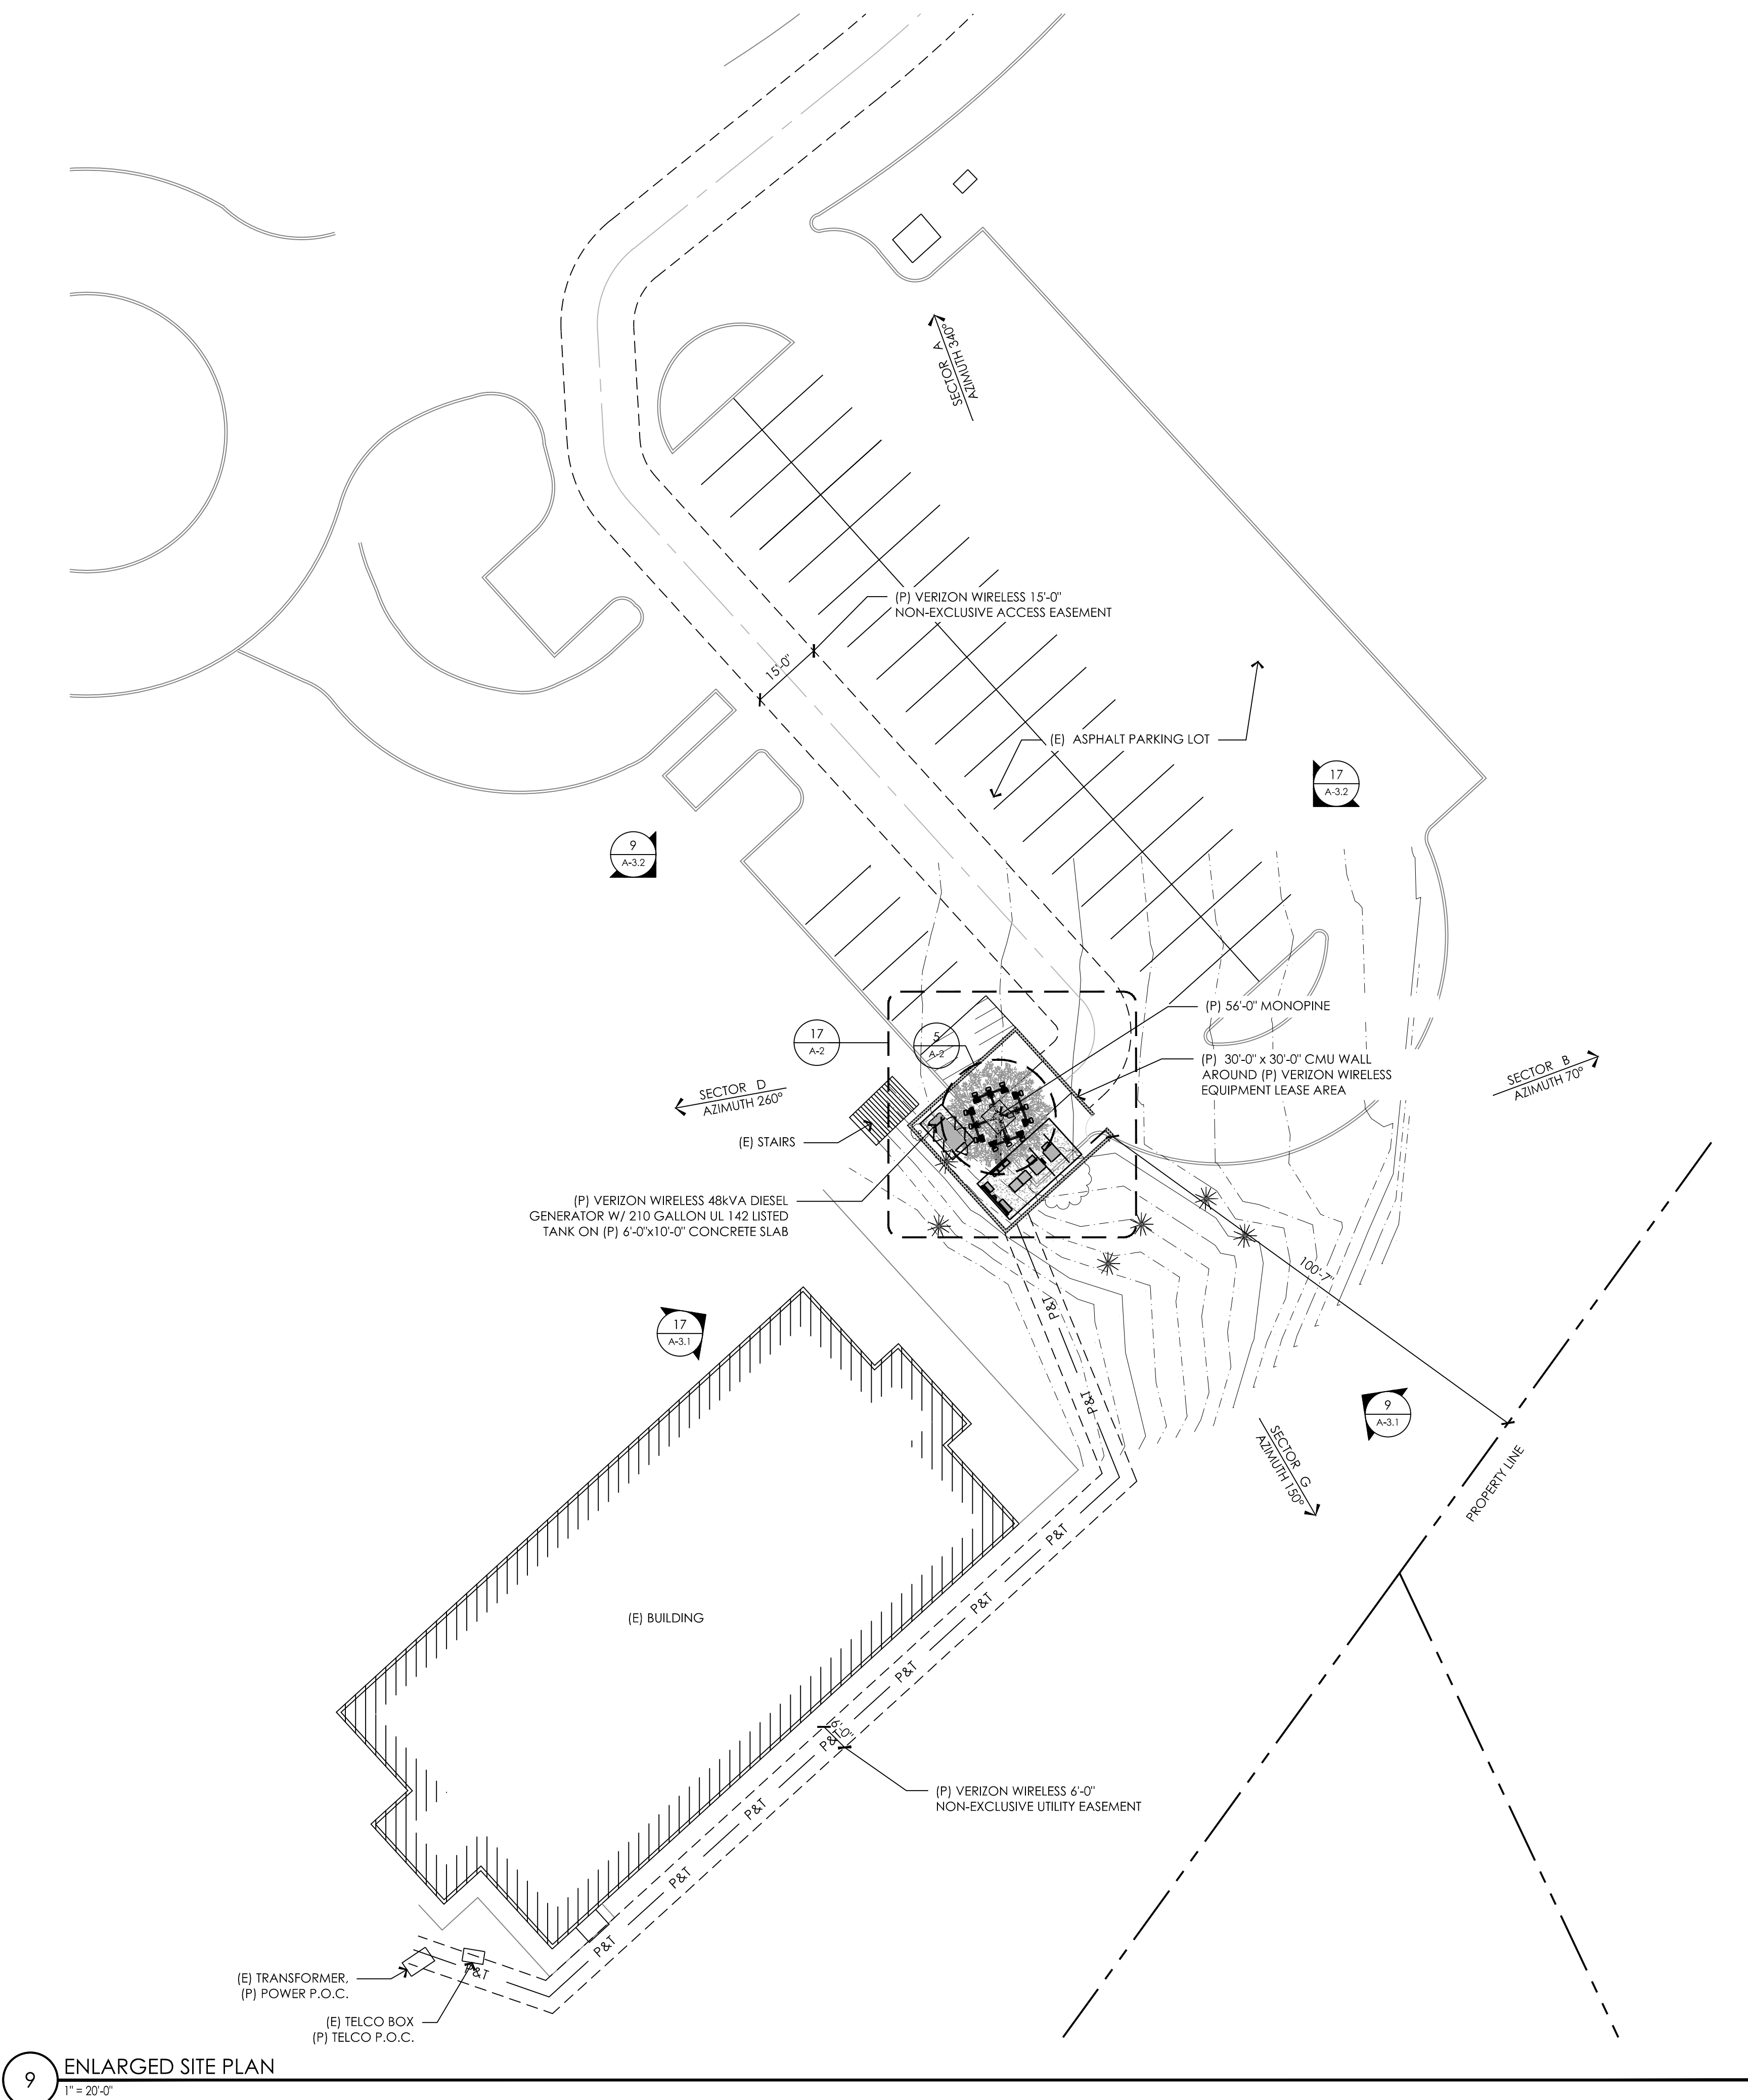 SECTOR A
AZIMUTH 340°
(P) VERIZON WIRELESS 15'-0"
NON-EXCLUSIVE ACCESS EASEMENT
15'-0"
(E) ASPHALT PARKING LOT
17
A-3.2
9
A-3.2
(P) 56'-0" MONOPINE
17
A-2
5
A-2
(P) 30'-0" x 30'-0" CMU WALL
AROUND (P) VERIZON WIRELESS
EQUIPMENT LEASE AREA
SECTOR B
AZIMUTH 70°
SECTOR D
AZIMUTH 260°
(E) STAIRS
(P) VERIZON WIRELESS 48kVA DIESEL
GENERATOR W/ 210 GALLON UL 142 LISTED
TANK ON (P) 6'-0"x10'-0" CONCRETE SLAB
100'-7"
P&T
17
A-3.1
P&T
9
A-3.1
SECTOR G
AZIMUTH 150°
PROPERTY LINE
P&T
P&T
(E) BUILDING
P&T
6'-0"
P&T
(P) VERIZON WIRELESS 6'-0"
NON-EXCLUSIVE UTILITY EASEMENT
P&T
P&T
P&T
P&T
(E) TRANSFORMER,
(P) POWER P.O.C.
(E) TELCO BOX
(P) TELCO P.O.C.
9
ENLARGED SITE PLAN
1" = 20'-0"